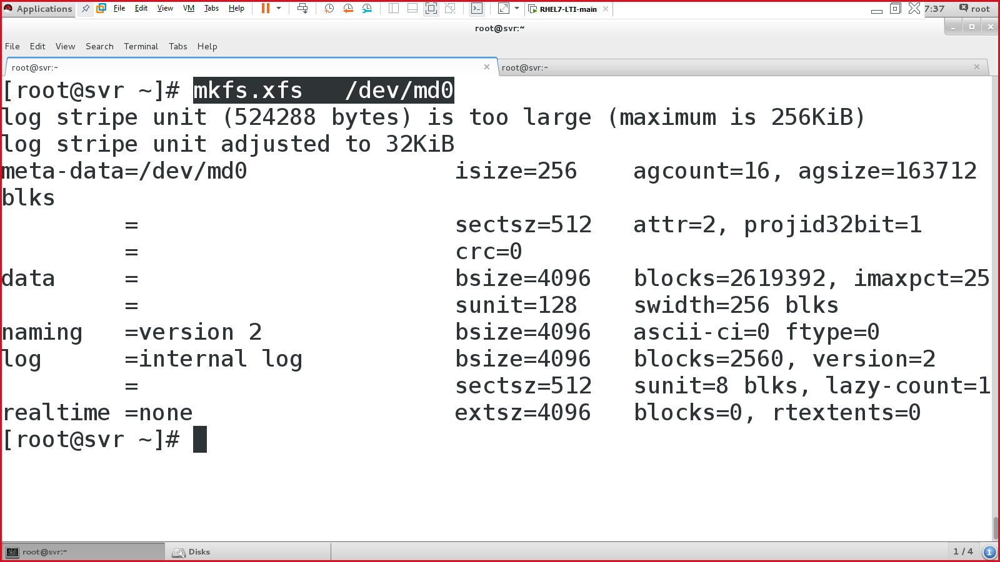 Applications File Edit View VM Tabs Help RHEL7-LTI-main 7:37 root
root@svr:~
File Edit View Search Terminal Tabs Help
root@svr:~ root@svr:~
[root@svr ~]# mkfs.xfs   /dev/md0
log stripe unit (524288 bytes) is too large (maximum is 256KiB)
log stripe unit adjusted to 32KiB
meta-data=/dev/md0               isize=256    agcount=16, agsize=163712
blks
         =                       sectsz=512   attr=2, projid32bit=1
         =                       crc=0
data     =                       bsize=4096   blocks=2619392, imaxpct=25
         =                       sunit=128    swidth=256 blks
naming   =version 2              bsize=4096   ascii-ci=0 ftype=0
log      =internal log           bsize=4096   blocks=2560, version=2
         =                       sectsz=512   sunit=8 blks, lazy-count=1
realtime =none                   extsz=4096   blocks=0, rtextents=0
[root@svr ~]#
root@svr:~ Disks 1 / 4 1